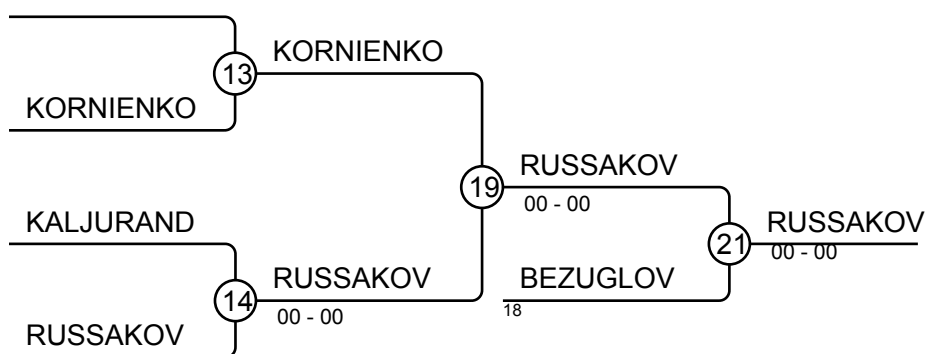 KORNIENKO
13
KORNIENKO
RUSSAKOV
19
00 - 00
KALJURAND
RUSSAKOV
21
00 - 00
RUSSAKOV
BEZUGLOV
14
00 - 00
18
RUSSAKOV